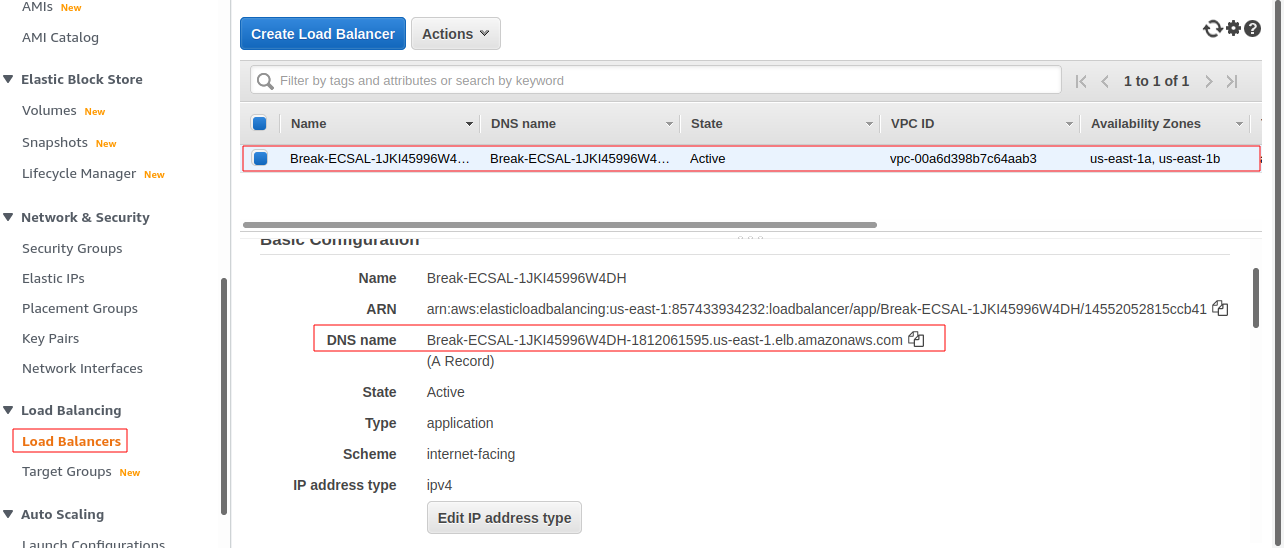 AMIs New
AMI Catalog
Elastic Block Store
Volumes New
Snapshots New
Lifecycle Manager New
Network & Security
Security Groups
Elastic IPs
Placement Groups
Key Pairs
Network Interfaces
Load Balancing
Load Balancers
Target Groups New
Auto Scaling
Launch Configurations
Create Load Balancer Actions
Filter by tags and attributes or search by keyword 1 to 1 of 1
Name DNS name State VPC ID Availability Zones
Break-ECSAL-1JKI45996W4... Break-ECSAL-1JKI45996W4... Active vpc-00a6d398b7c64aab3 us-east-1a, us-east-1b
Basic Configuration
Name Break-ECSAL-1JKI45996W4DH
ARN arn:aws:elasticloadbalancing:us-east-1:857433934232:loadbalancer/app/Break-ECSAL-1JKI45996W4DH/14552052815ccb41
DNS name Break-ECSAL-1JKI45996W4DH-1812061595.us-east-1.elb.amazonaws.com
(A Record)
State Active
Type application
Scheme internet-facing
IP address type ipv4
Edit IP address type